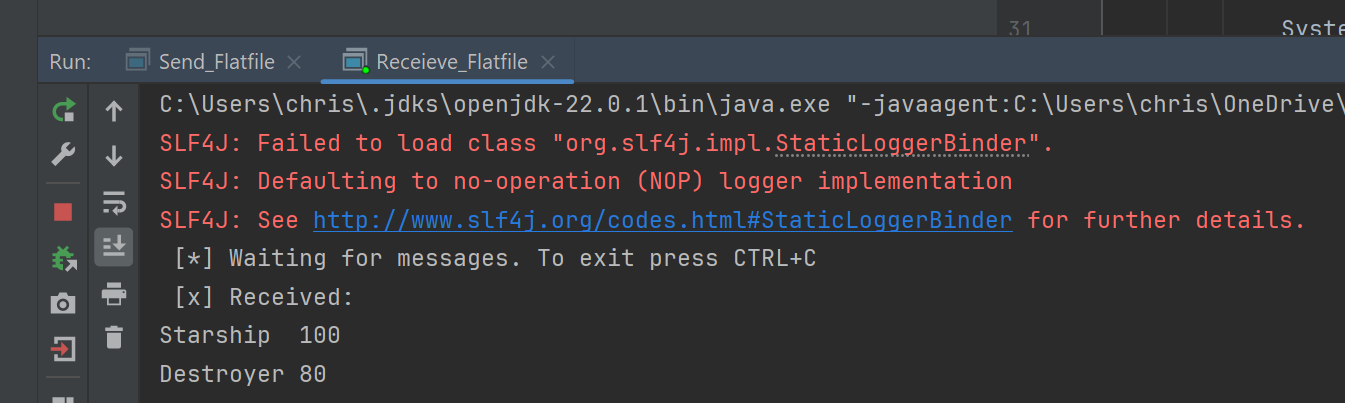 31 Syste
Run: Send_Flatfile Receieve_Flatfile
C:\Users\chris\.jdks\openjdk-22.0.1\bin\java.exe "-javaagent:C:\Users\chris\OneDrive\
SLF4J: Failed to load class "org.slf4j.impl.StaticLoggerBinder".
SLF4J: Defaulting to no-operation (NOP) logger implementation
SLF4J: See http://www.slf4j.org/codes.html#StaticLoggerBinder for further details.
[*] Waiting for messages. To exit press CTRL+C
[x] Received:
Starship  100
Destroyer 80